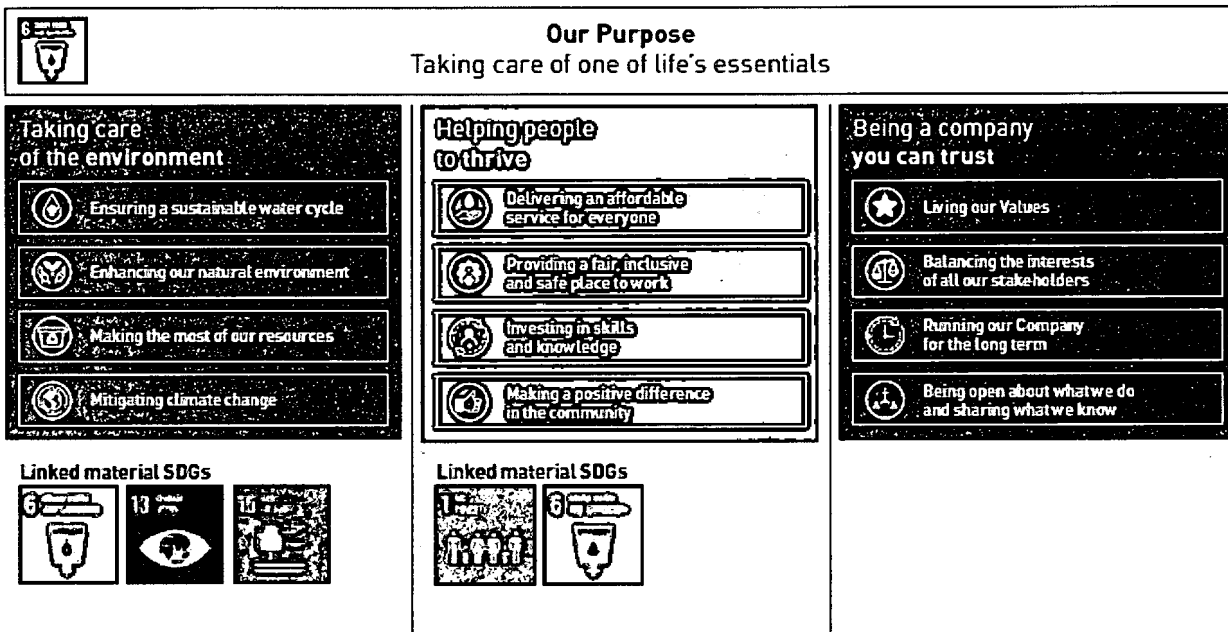 6
Our Purpose
Taking care of one of life's essentials
Taking care
of the environment
Ensuring a sustainable water cycle
Enhancing our natural environment
Making the most of our resources
Mitigating climate change
Linked material SDGs
6
13
15
Helping people
to thrive
Delivering an affordable
service for everyone
Providing a fair, inclusive
and safe place to work
Investing in skills
and knowledge
Making a positive difference
in the community
Linked material SDGs
1
6
Being a company
you can trust
Living our Values
Balancing the interests
of all our stakeholders
Running our Company
for the long term
Being open about what we do
and sharing what we know